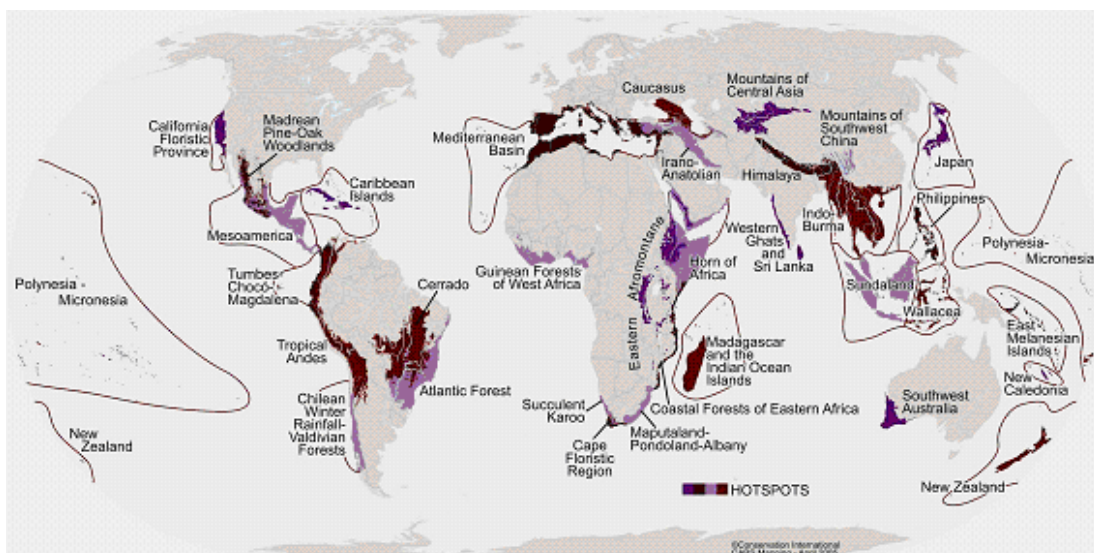 California
Floristic
Province
Madrean
Pine-Oak
Woodlands
Caribbean
Islands
Mesoamerica
Tumbes
Chocó-
Magdalena
Polynesia -
Micronesia
Tropical
Andes
Cerrado
Atlantic Forest
Chilean
Winter
Rainfall-
Valdivian
Forests
New
Zealand
Mediterranean
Basin
Caucasus
Irano-
Anatolian
Mountains of
Central Asia
Mountains of
Southwest
China
Himalaya
Japan
Indo-
Burma
Philippines
Western
Ghats
and
Sri Lanka
Polynesia-
Micronesia
Guinean Forests
of West Africa
Eastern Afromontane
Horn of
Africa
Sundaland
Wallacea
East
Melanesian
Islands
New
Caledonia
Madagascar
and the
Indian Ocean
Islands
Southwest
Australia
Succulent
Karoo
Coastal Forests of Eastern Africa
Maputaland-
Pondoland-Albany
Cape
Floristic
Region
HOTSPOTS
New Zealand
©Conservation International